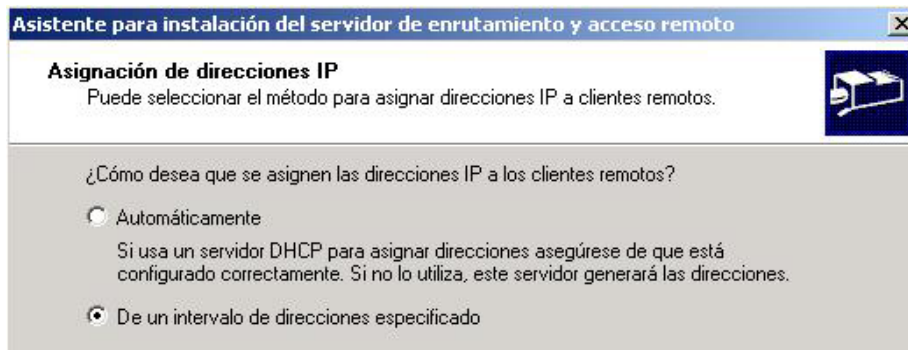 Asistente para instalación del servidor de enrutamiento y acceso remoto
Asignación de direcciones IP
Puede seleccionar el método para asignar direcciones IP a clientes remotos.
¿Cómo desea que se asignen las direcciones IP a los clientes remotos?
Automáticamente
Si usa un servidor DHCP para asignar direcciones asegúrese de que está
configurado correctamente. Si no lo utiliza, este servidor generará las direcciones.
De un intervalo de direcciones especificado